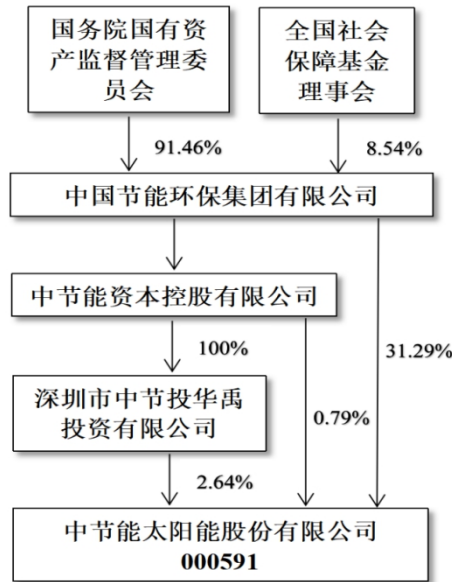 国务院国有资
产监督管理委
员会
全国社会
保障基金
理事会
91.46%
8.54%
中国节能环保集团有限公司
中节能资本控股有限公司
100%
31.29%
深圳市中节投华禹
投资有限公司
0.79%
2.64%
中节能太阳能股份有限公司
000591